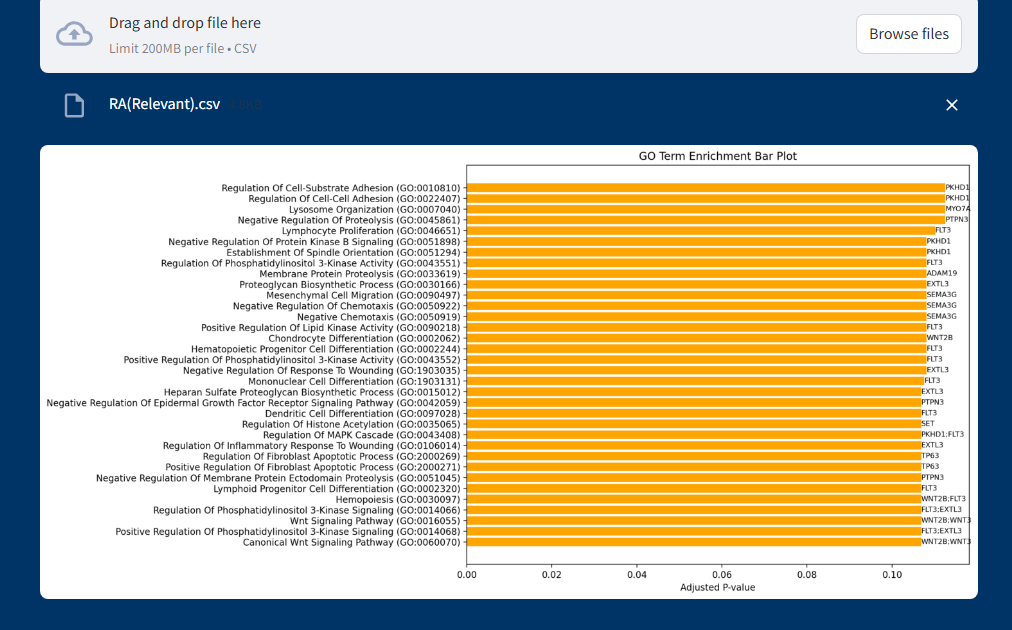 Drag and drop file here
Limit 200MB per file • CSV
Browse files
RA(Relevant).csv
GO Term Enrichment Bar Plot
Regulation Of Cell-Substrate Adhesion (GO:0010810) PKHD1
Regulation Of Cell-Cell Adhesion (GO:0022407) PKHD1
Lysosome Organization (GO:0007040) MYO7A
Negative Regulation Of Proteolysis (GO:0045861) PTPN3
Lymphocyte Proliferation (GO:0046651) FLT3
Negative Regulation Of Protein Kinase B Signaling (GO:0051898) PKHD1
Establishment Of Spindle Orientation (GO:0051294) PKHD1
Regulation Of Phosphatidylinositol 3-Kinase Activity (GO:0043551) FLT3
Membrane Protein Proteolysis (GO:0033619) ADAM19
Proteoglycan Biosynthetic Process (GO:0030166) EXTL3
Mesenchymal Cell Migration (GO:0090497) SEMA3G
Negative Regulation Of Chemotaxis (GO:0050922) SEMA3G
Negative Chemotaxis (GO:0050919) SEMA3G
Positive Regulation Of Lipid Kinase Activity (GO:0090218) FLT3
Chondrocyte Differentiation (GO:0002062) WNT2B
Hematopoietic Progenitor Cell Differentiation (GO:0002244) FLT3
Positive Regulation Of Phosphatidylinositol 3-Kinase Activity (GO:0043552) FLT3
Negative Regulation Of Response To Wounding (GO:1903035) EXTL3
Mononuclear Cell Differentiation (GO:1903131) FLT3
Heparan Sulfate Proteoglycan Biosynthetic Process (GO:0015012) EXTL3
Negative Regulation Of Epidermal Growth Factor Receptor Signaling Pathway (GO:0042059) PTPN3
Dendritic Cell Differentiation (GO:0097028) FLT3
Regulation Of Histone Acetylation (GO:0035065) SET
Regulation Of MAPK Cascade (GO:0043408) PKHD1;FLT3
Regulation Of Inflammatory Response To Wounding (GO:0106014) EXTL3
Regulation Of Fibroblast Apoptotic Process (GO:2000269) TP63
Positive Regulation Of Fibroblast Apoptotic Process (GO:2000271) TP63
Negative Regulation Of Membrane Protein Ectodomain Proteolysis (GO:0051045) PTPN3
Lymphoid Progenitor Cell Differentiation (GO:0002320) FLT3
Hemopoiesis (GO:0030097) WNT2B;FLT3
Regulation Of Phosphatidylinositol 3-Kinase Signaling (GO:0014066) FLT3;EXTL3
Wnt Signaling Pathway (GO:0016055) WNT2B;WNT3
Positive Regulation Of Phosphatidylinositol 3-Kinase Signaling (GO:0014068) FLT3;EXTL3
Canonical Wnt Signaling Pathway (GO:0060070) WNT2B;WNT3
0.00 0.02 0.04 0.06 0.08 0.10
Adjusted P-value